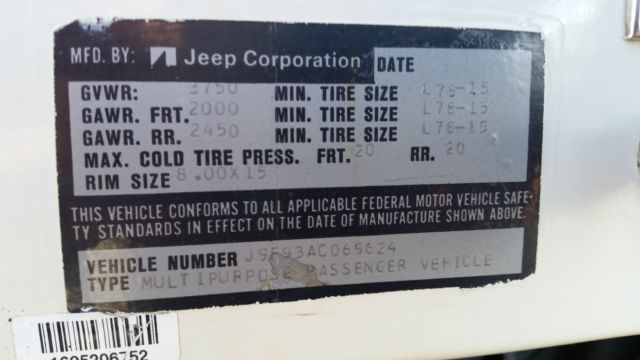 MFD. BY: Jeep Corporation DATE
GVWR: 3750 MIN. TIRE SIZE L78-15
GAWR. FRT. 2000 MIN. TIRE SIZE L78-15
GAWR. RR. 2450 MIN. TIRE SIZE L78-15
MAX. COLD TIRE PRESS. FRT. 20 RR. 20
RIM SIZE 8.00X15
THIS VEHICLE CONFORMS TO ALL APPLICABLE FEDERAL MOTOR VEHICLE SAFE-
TY STANDARDS IN EFFECT ON THE DATE OF MANUFACTURE SHOWN ABOVE.
VEHICLE NUMBER
TYPE MULTIPURPOSE PASSENGER VEHICLE